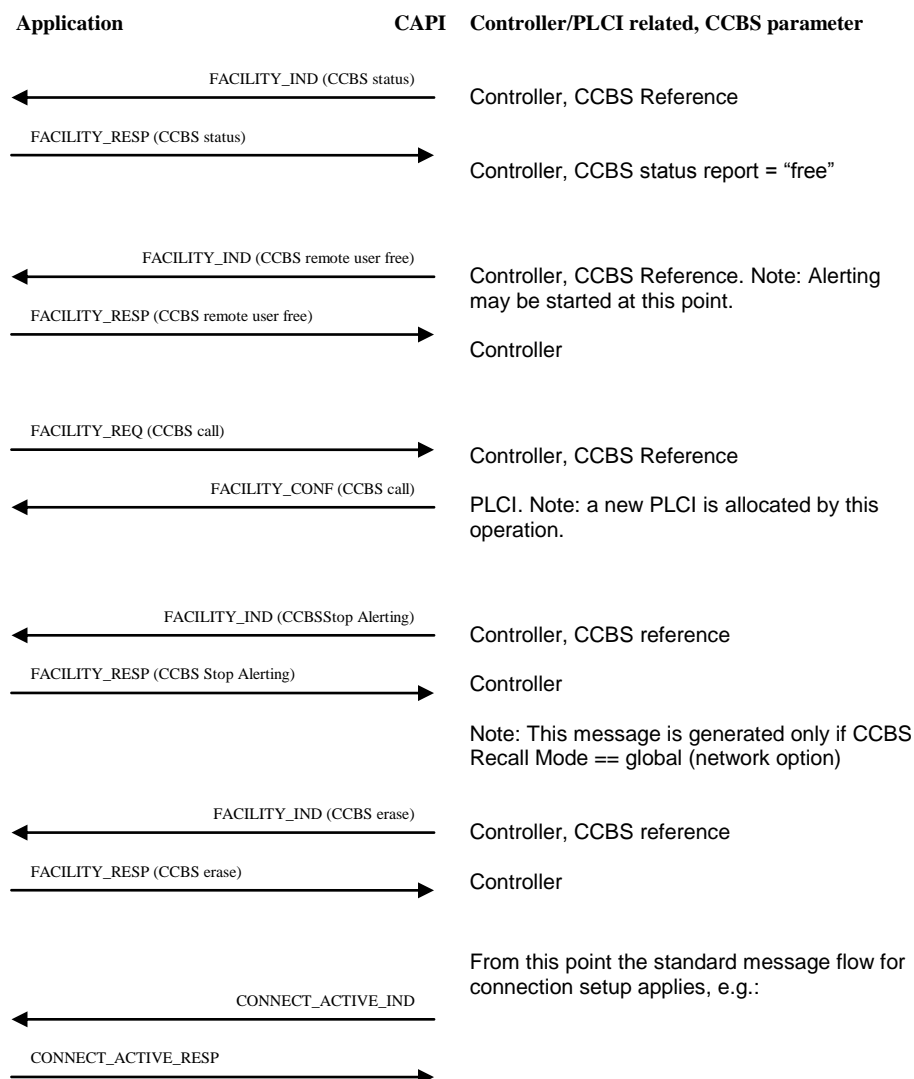 Application CAPI Controller/PLCI related, CCBS parameter
FACILITY_IND (CCBS status)
Controller, CCBS Reference
FACILITY_RESP (CCBS status)
Controller, CCBS status report = “free”
FACILITY_IND (CCBS remote user free)
Controller, CCBS Reference. Note: Alerting
may be started at this point.
FACILITY_RESP (CCBS remote user free)
Controller
FACILITY_REQ (CCBS call)
Controller, CCBS Reference
FACILITY_CONF (CCBS call)
PLCI. Note: a new PLCI is allocated by this
operation.
FACILITY_IND (CCBSStop Alerting)
Controller, CCBS reference
FACILITY_RESP (CCBS Stop Alerting)
Controller
Note: This message is generated only if CCBS
Recall Mode == global (network option)
FACILITY_IND (CCBS erase)
Controller, CCBS reference
FACILITY_RESP (CCBS erase)
Controller
From this point the standard message flow for
connection setup applies, e.g.:
CONNECT_ACTIVE_IND
CONNECT_ACTIVE_RESP